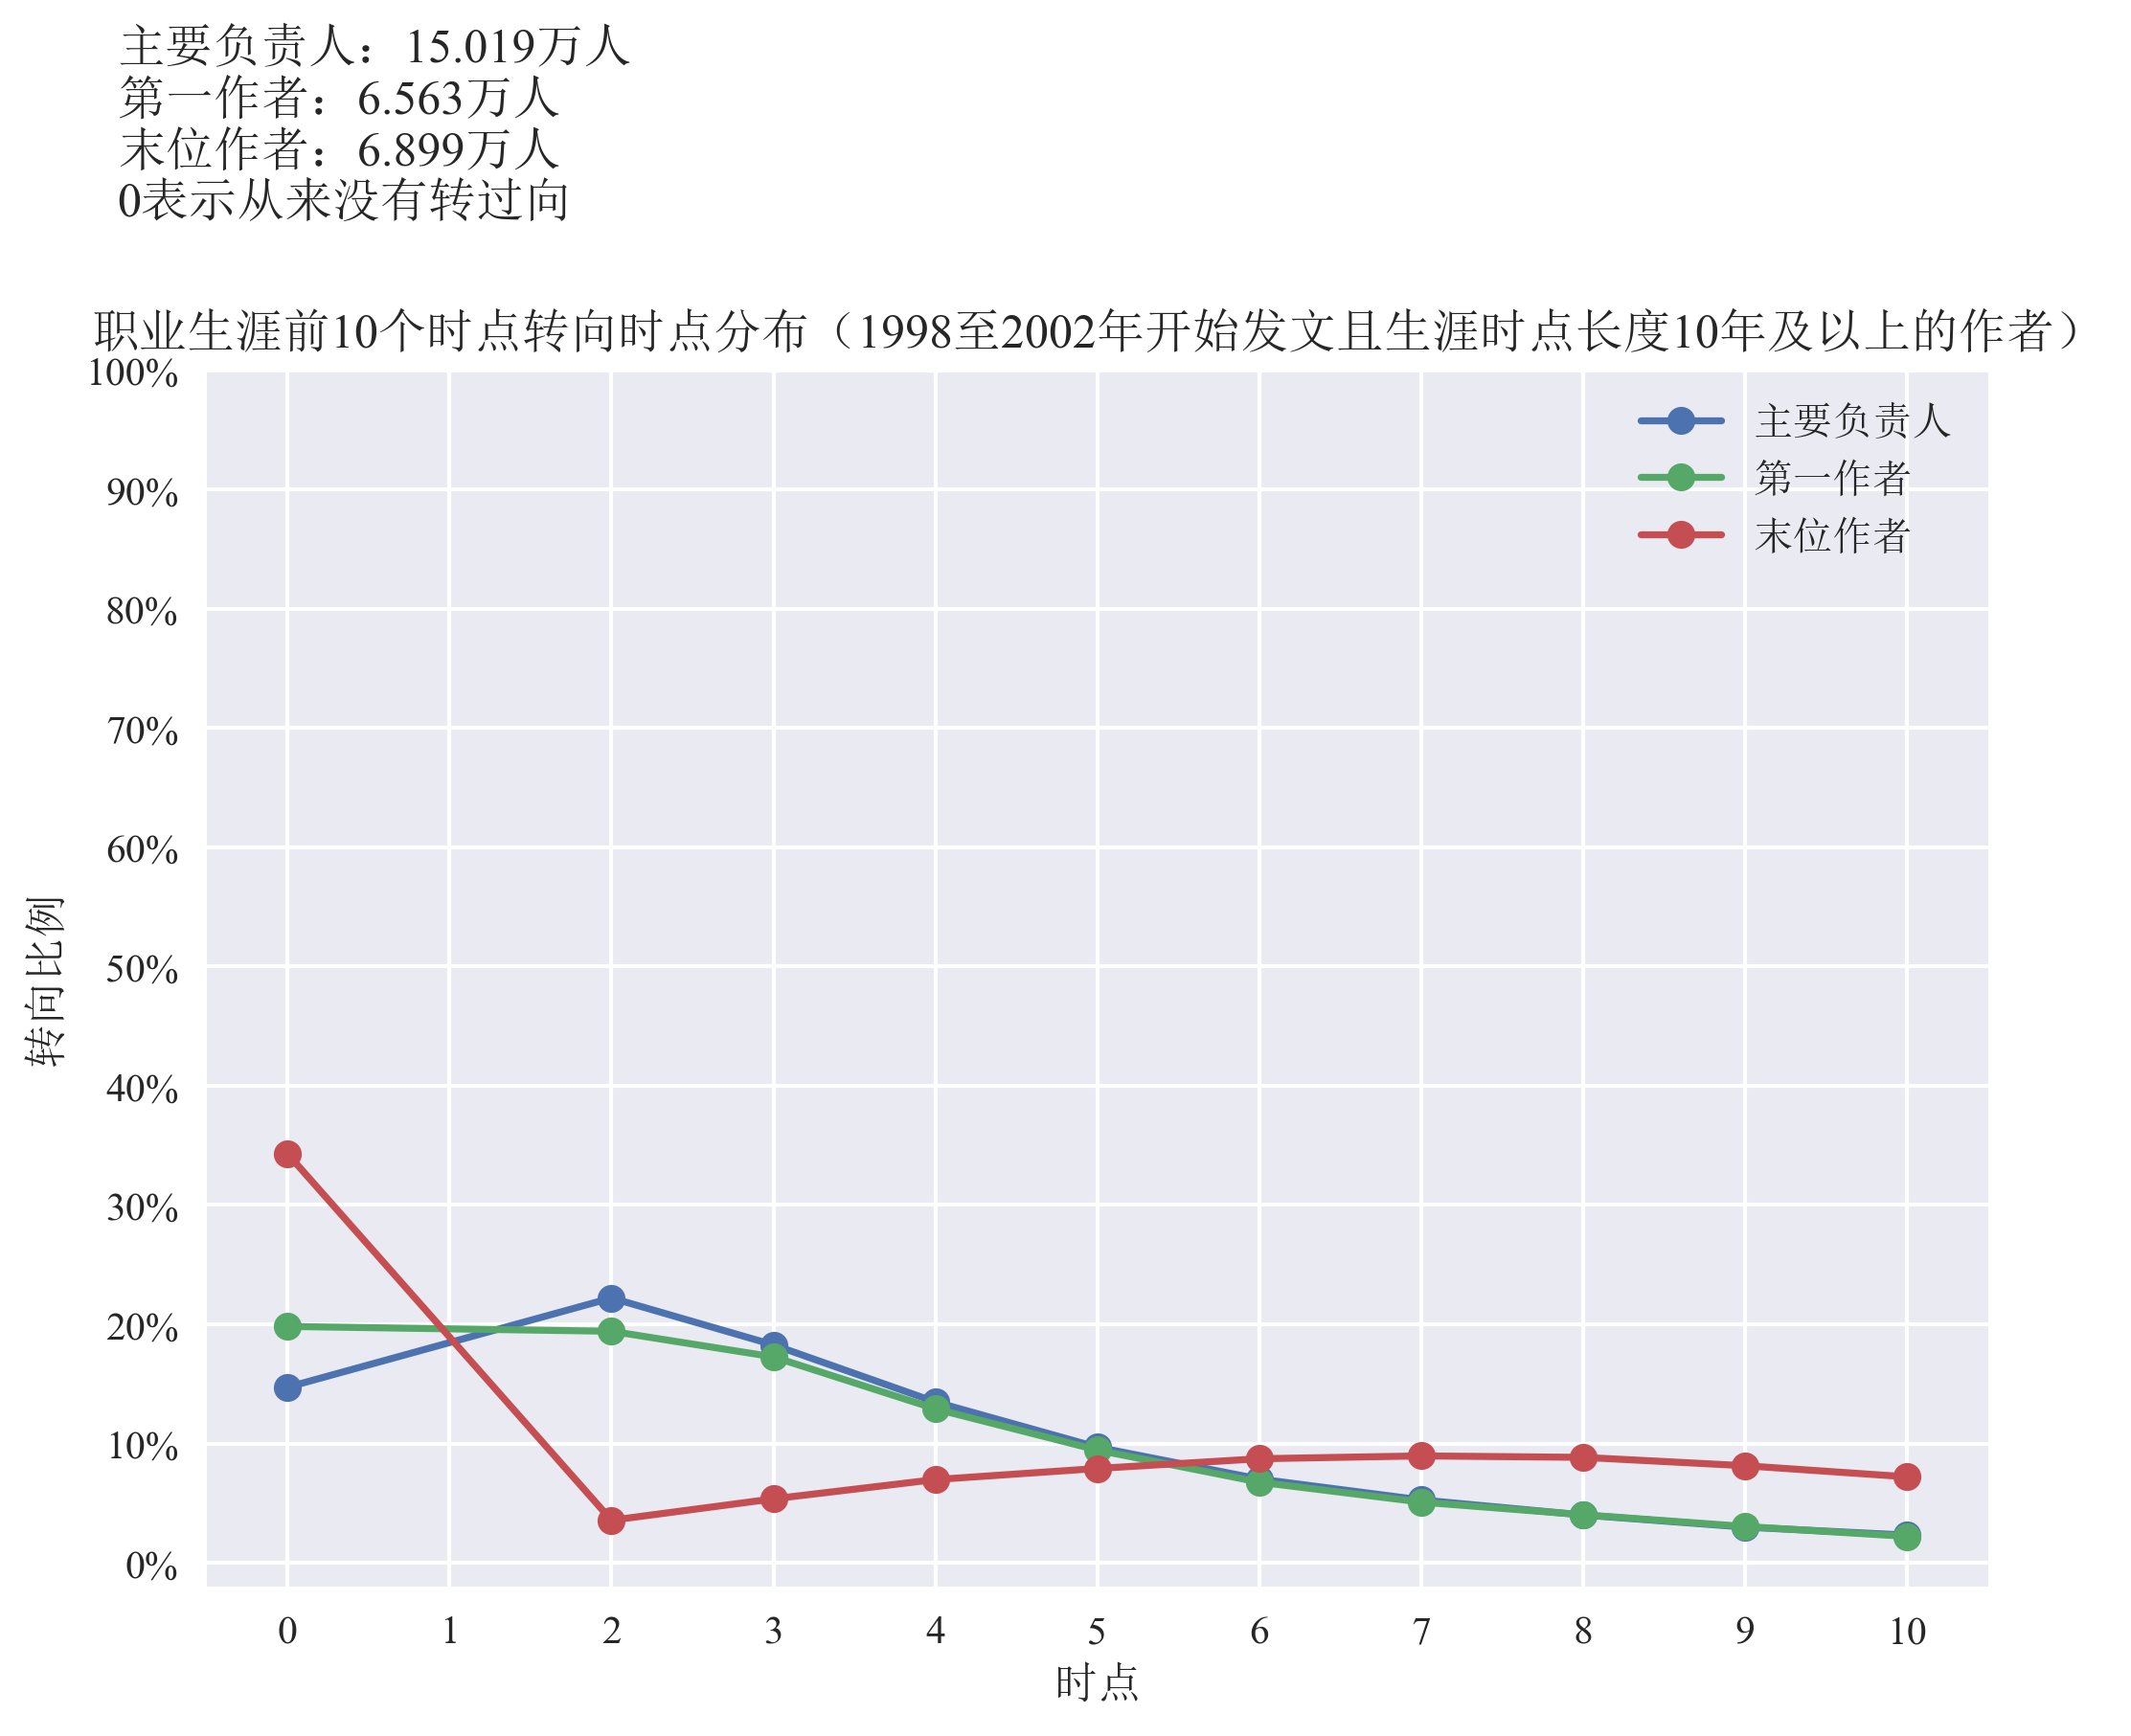 主要负责人：15.019万人
第一作者：6.563万人
末位作者：6.899万人
0表示从来没有转过向
职业生涯前10个时点转向时点分布（1998至2002年开始发文且生涯时点长度10年及以上的作者）
100%
90%
80%
70%
60%
50%
40%
30%
20%
10%
0%
转向比例
主要负责人
第一作者
末位作者
0 1 2 3 4 5 6 7 8 9 10
时点